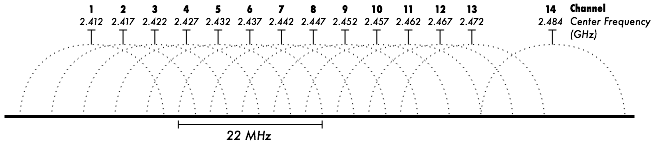 1 2 3 4 5 6 7 8 9 10 11 12 13 14 Channel
2.412 2.417 2.422 2.427 2.432 2.437 2.442 2.447 2.452 2.457 2.462 2.467 2.472 2.484 Center Frequency
(GHz)
22 MHz